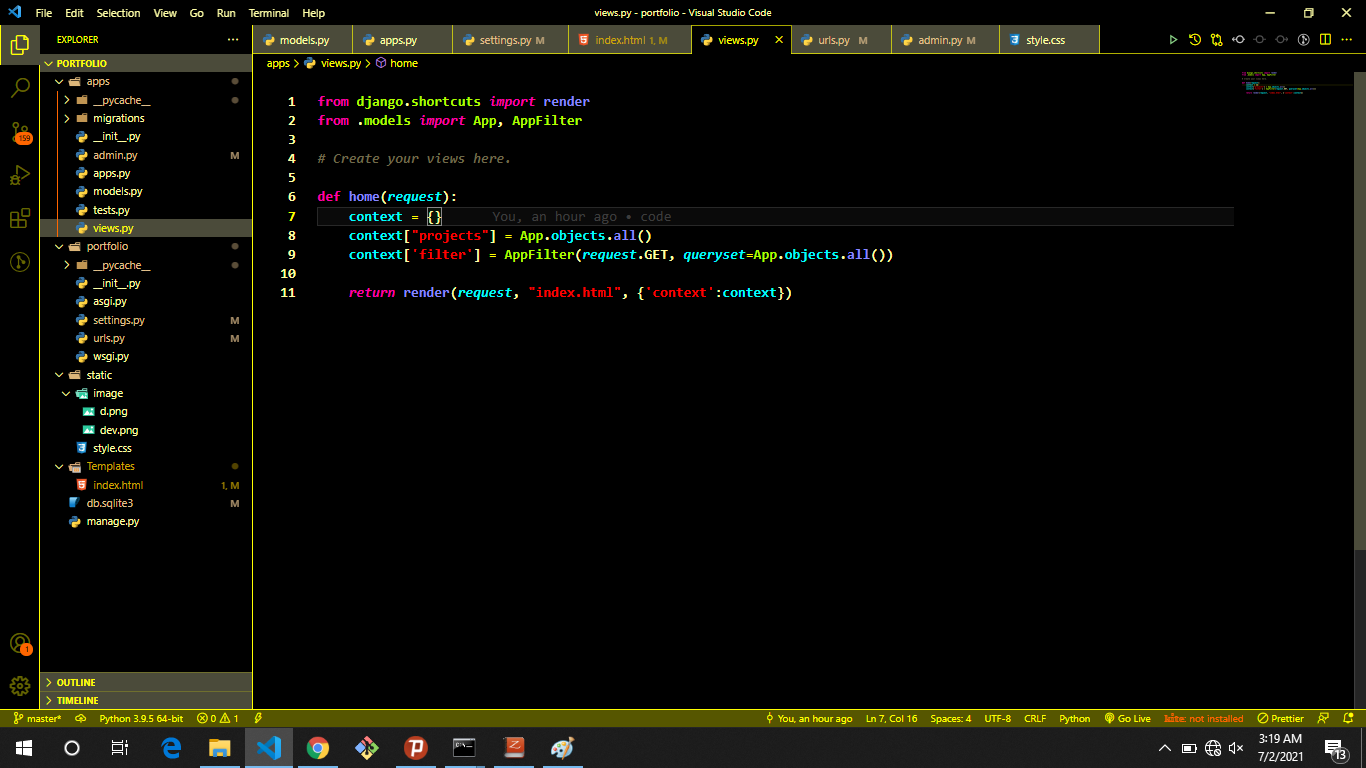 File Edit Selection View Go Run Terminal Help
views.py - portfolio - Visual Studio Code
EXPLORER
models.py apps.py settings.py M index.html 1, M views.py urls.py M admin.py M style.css
PORTFOLIO
apps > views.py > home
apps
__pycache__
migrations
__init__.py
admin.py M
apps.py
models.py
tests.py
views.py
portfolio
__pycache__
__init__.py
asgi.py
settings.py M
urls.py M
wsgi.py
static
image
d.png
dev.png
style.css
Templates
index.html 1, M
db.sqlite3 M
manage.py
OUTLINE
TIMELINE
159
1
1 from django.shortcuts import render
2 from .models import App, AppFilter
3
4 # Create your views here.
5
6 def home(request):
7 context = {} You, an hour ago • code
8 context["projects"] = App.objects.all()
9 context['filter'] = AppFilter(request.GET, queryset=App.objects.all())
10
11 return render(request, "index.html", {'context':context})
master* Python 3.9.5 64-bit 0 1 You, an hour ago Ln 7, Col 16 Spaces: 4 UTF-8 CRLF Python Go Live kite: not installed Prettier
3:19 AM
7/2/2021
13